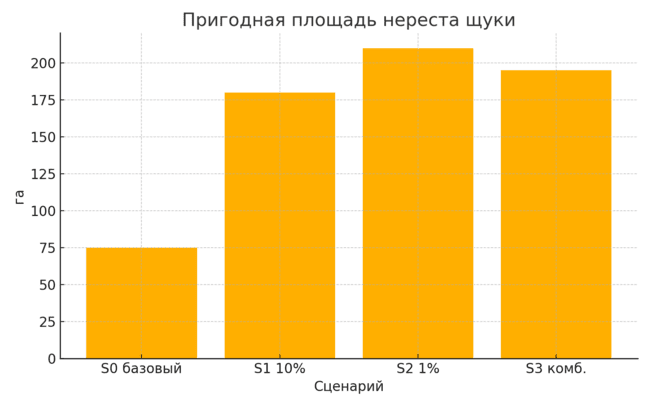 Пригодная площадь нереста щуки
200
175
150
125
100
75
50
25
0
га
S0 базовый
S1 10%
S2 1%
S3 комб.
Сценарий